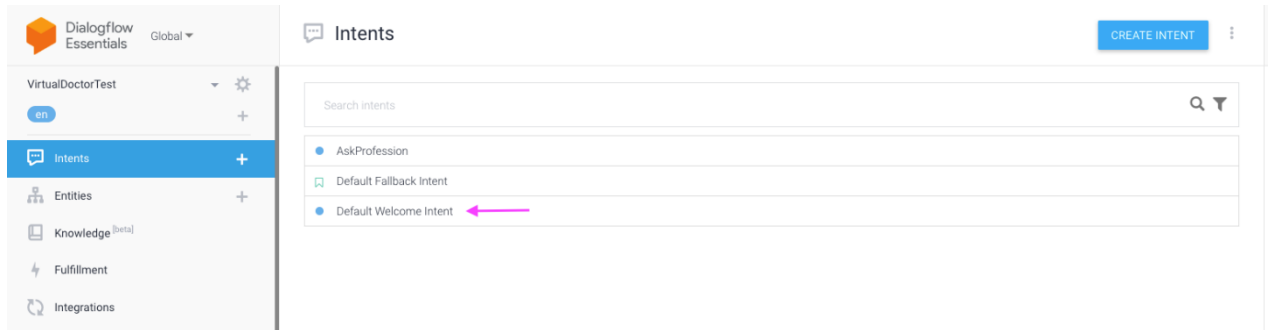 Dialogflow
Essentials
Global
Intents
CREATE INTENT
VirtualDoctorTest
en
Search intents
Intents
AskProfession
Default Fallback Intent
Default Welcome Intent
Entities
Knowledge [beta]
Fulfillment
Integrations